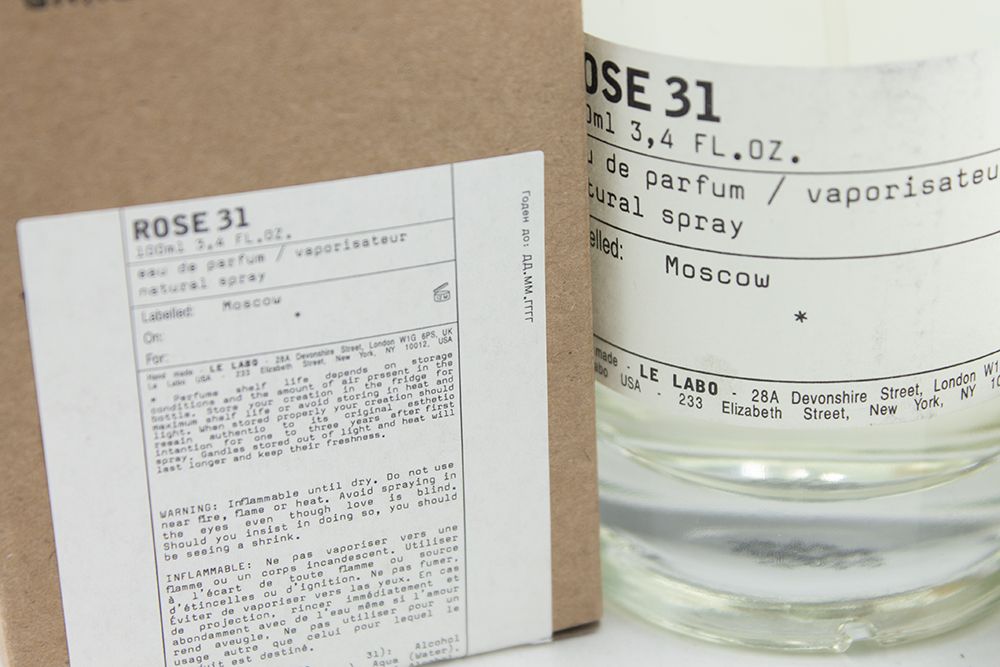 ROSE 31
100ml 3,4 FL.OZ.
eau de parfum / vaporisateur
natural spray
Labelled: Moscow
*
On:
For:
Hand made - LE LABO - 28A Devonshire Street, London W1G 6PS, UK
Le Labo USA - 233 Elizabeth Street, New York, NY 10012, USA
* Parfums shelf life depends on storage
conditions and the amount of air present in the
bottle. Store your creation in the fridge for
maximum shelf life or avoid storing in heat and
light. When stored properly your creation should
remain authentic to its original esthetic
intention for one to three years after first
spray. Candles stored out of light and heat will
last longer and keep their freshness.
WARNING: Inflammable until dry. Do not use
near fire, flame or heat. Avoid spraying in
the eyes even though love is blind.
Should you insist in doing so, you should
be seeing a shrink.
INFLAMMABLE: Ne pas vaporiser vers une
flamme ou un corps incandescent. Utiliser
à l'écart de toute flamme ou source
d'étincelles ou d'ignition. Ne pas fumer.
Éviter de vaporiser vers les yeux. En cas
de projection, rincer immédiatement et
abondamment avec de l'eau même si l'amour
rend aveugle. Ne pas utiliser pour un
usage autre que celui pour lequel le
duit est destiné.
31): Alcohol
Aqua (Water),
Годен до: ДД.ММ.ГГГГ
OSE 31
0ml 3,4 FL.OZ.
u de parfum / vaporisateu
tural spray
elled: Moscow
*
made - LE LABO - 28A Devonshire Street, London W1
abo USA - 233 Elizabeth Street, New York, NY 10